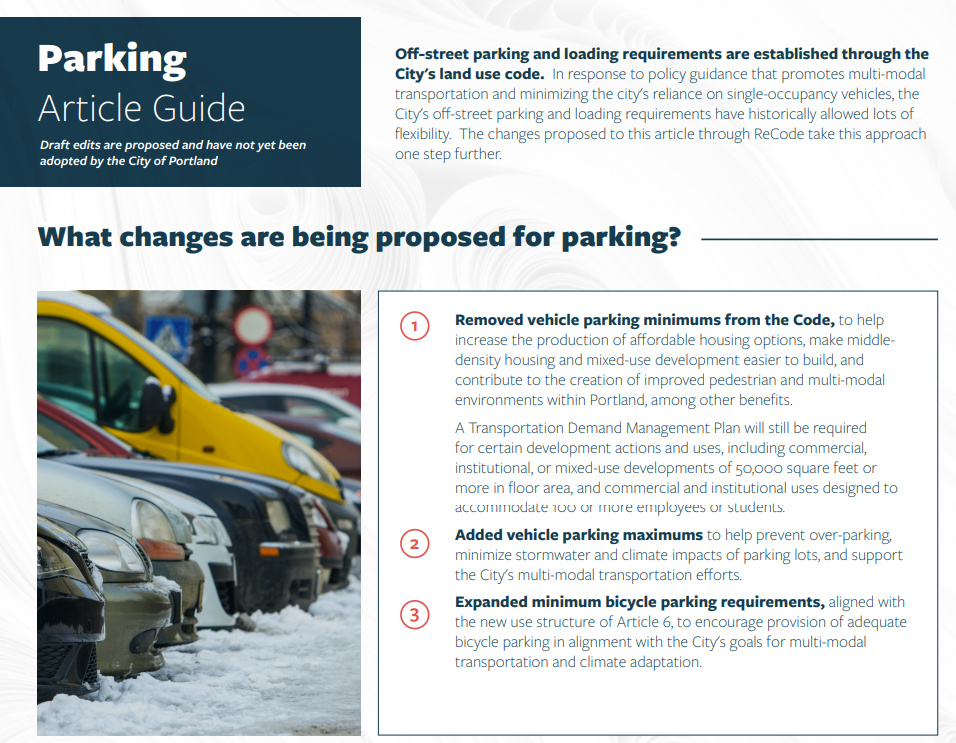 Parking
Article Guide
Draft edits are proposed and have not yet been
adopted by the City of Portland
Off-street parking and loading requirements are established through the
City's land use code.  In response to policy guidance that promotes multi-modal
transportation and minimizing the city's reliance on single-occupancy vehicles, the
City's off-street parking and loading requirements have historically allowed lots of
flexibility.  The changes proposed to this article through ReCode take this approach
one step further.
What changes are being proposed for parking?
1
Removed vehicle parking minimums from the Code, to help
increase the production of affordable housing options, make middle-
density housing and mixed-use development easier to build, and
contribute to the creation of improved pedestrian and multi-modal
environments within Portland, among other benefits.
A Transportation Demand Management Plan will still be required
for certain development actions and uses, including commercial,
institutional, or mixed-use developments of 50,000 square feet or
more in floor area, and commercial and institutional uses designed to
accommodate 100 or more employees or students.
2
Added vehicle parking maximums to help prevent over-parking,
minimize stormwater and climate impacts of parking lots, and support
the City's multi-modal transportation efforts.
3
Expanded minimum bicycle parking requirements, aligned with
the new use structure of Article 6, to encourage provision of adequate
bicycle parking in alignment with the City's goals for multi-modal
transportation and climate adaptation.